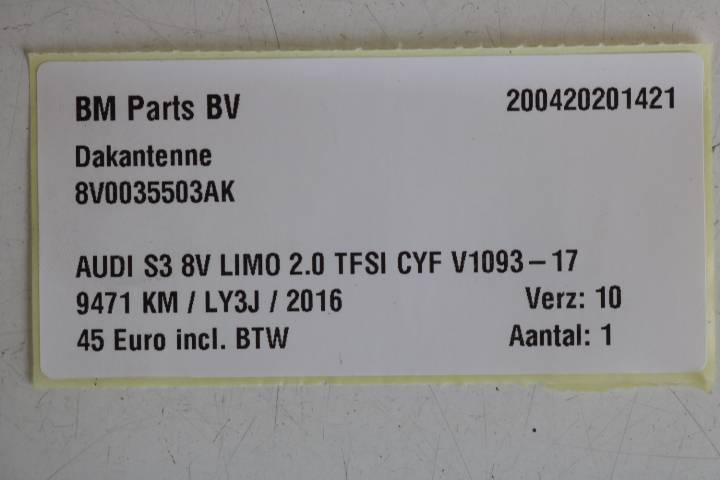 BM Parts BV 200420201421
Dakantenne
8V0035503AK
AUDI S3 8V LIMO 2.0 TFSI CYF V1093-17
9471 KM / LY3J / 2016 Verz: 10
45 Euro incl. BTW Aantal: 1